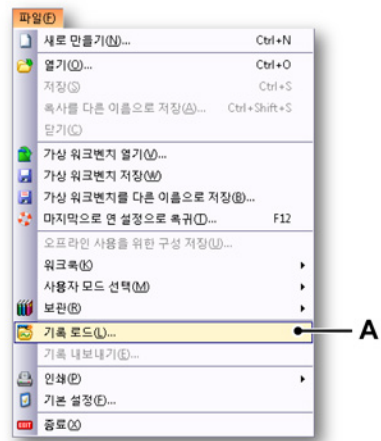 파일(F)
새로 만들기(N)... Ctrl+N
열기(O)... Ctrl+O
저장(S) Ctrl+S
복사를 다른 이름으로 저장(A)... Ctrl+Shift+S
닫기(C)
가상 워크벤치 열기(V)...
가상 워크벤치 저장(W)
가상 워크벤치를 다른 이름으로 저장(B)...
마지막으로 연 설정으로 복귀(T)... F12
오프라인 사용을 위한 구성 저장(U)...
워크북(K)
사용자 모드 선택(M)
보관(R)
기록 로드(L)... A
기록 내보내기(E)...
인쇄(P)
기본 설정(F)...
EXIT 종료(X)